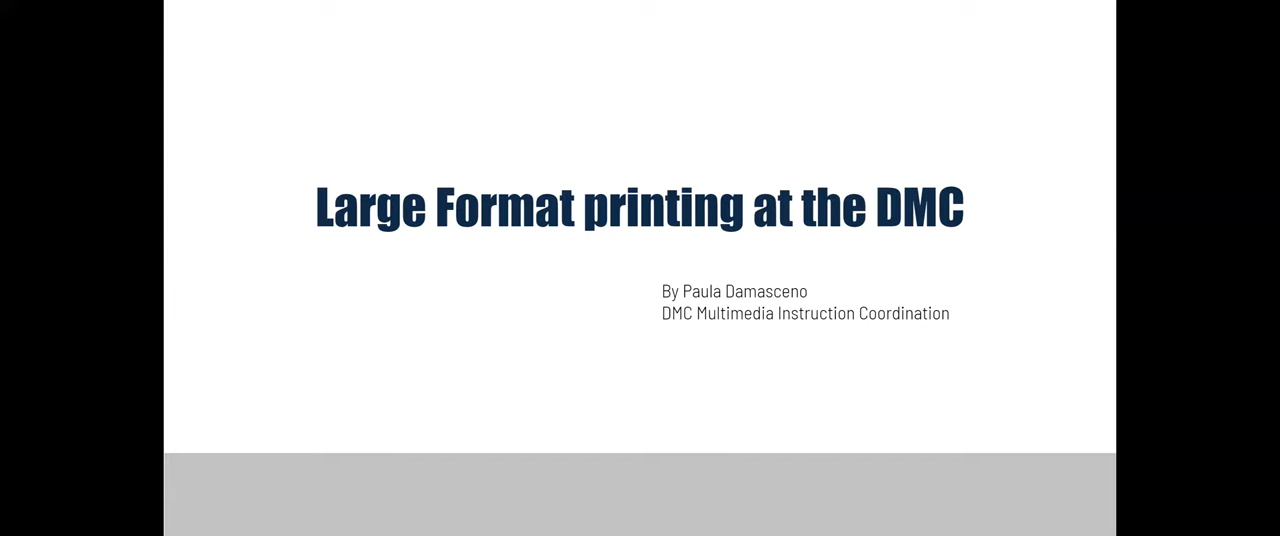 Large Format printing at the DMC
By Paula Damasceno
DMC Multimedia Instruction Coordination